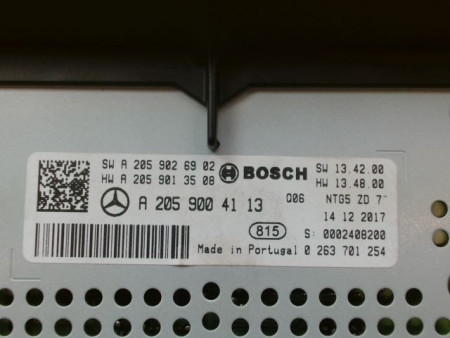 SW A 205 902 69 02 BOSCH SW 13.42.00
HW A 205 901 35 08 HW 13.48.00
A 205 900 41 13 Q06 NTG5 ZD 7"
14 12 2017
815 S: 0002408200
Made in Portugal 0 263 701 254